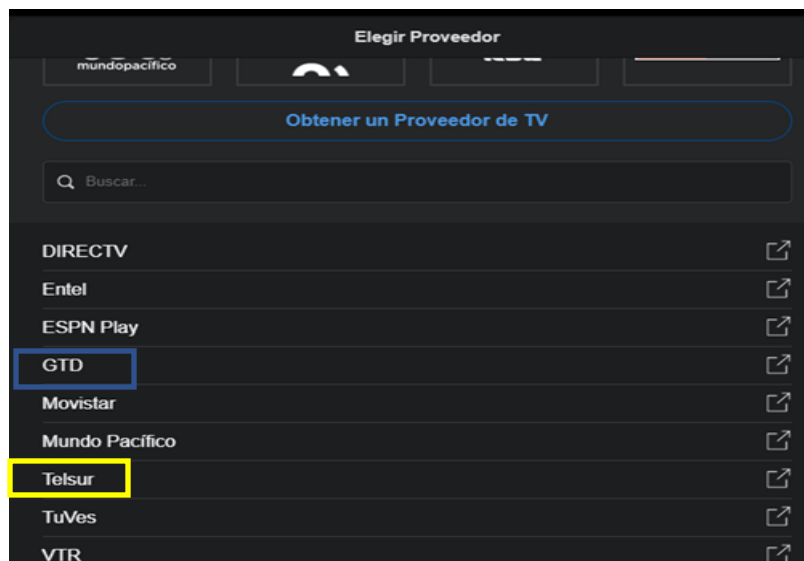 Elegir Proveedor
mundopacífico
Obtener un Proveedor de TV
Buscar...
DIRECTV
Entel
ESPN Play
GTD
Movistar
Mundo Pacífico
Telsur
TuVes
VTR